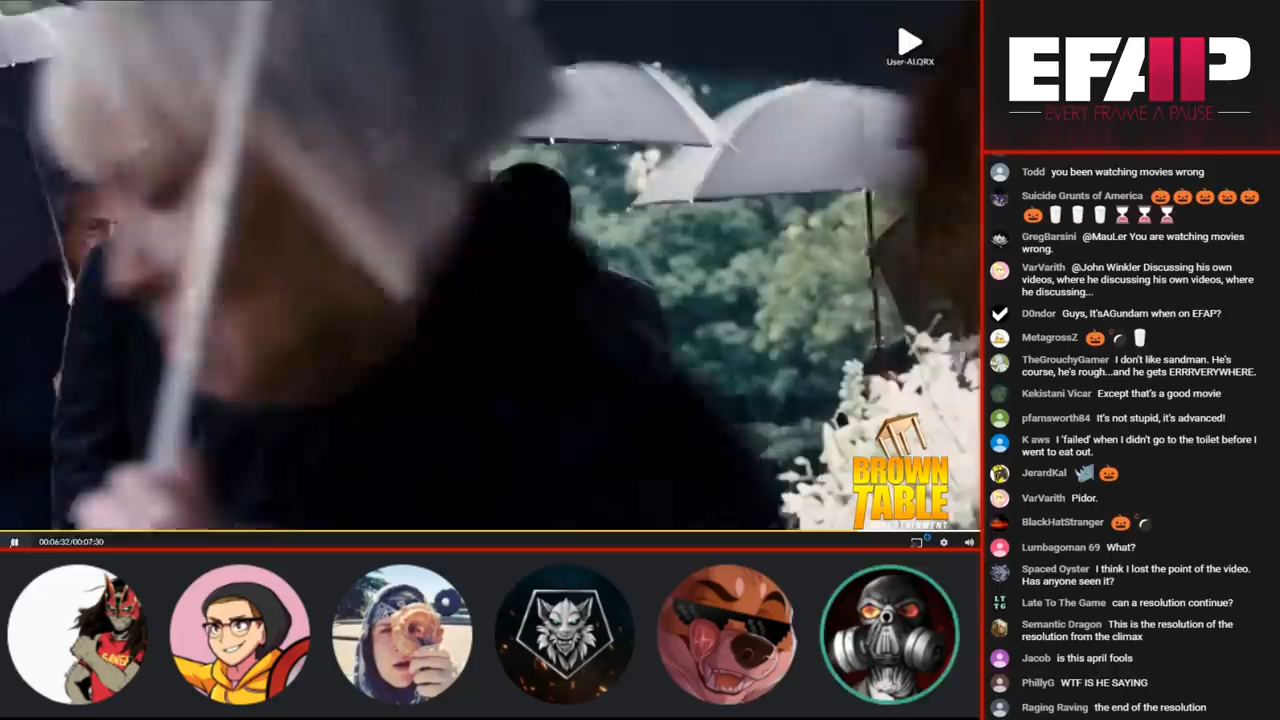 User-ALQRX
EFAP
EVERY FRAME A PAUSE
BROWN
TABLE
00:06:32/00:07:30
Todd you been watching movies wrong
Suicide Grunts of America
GregBarsini @MauLer You are watching movies
wrong.
VarVarith @John Winkler Discussing his own
videos, where he discussing his own videos, where
he discussing...
D0ndor Guys, It'sAGundam when on EFAP?
MetagrossZ
TheGrouchyGamer I don't like sandman. He's
course, he's rough...and he gets ERRRVERYWHERE.
Kekistani Vicar Except that's a good movie
pfarnsworth84 It's not stupid, it's advanced!
K aws I 'failed' when I didn't go to the toilet before I
went to eat out.
JerardKal
VarVarith Pidor.
BlackHatStranger
Lumbagoman 69 What?
Spaced Oyster I think I lost the point of the video.
Has anyone seen it?
Late To The Game can a resolution continue?
Semantic Dragon This is the resolution of the
resolution from the climax
Jacob is this april fools
PhillyG WTF IS HE SAYING
Raging Raving the end of the resolution
LT
TG